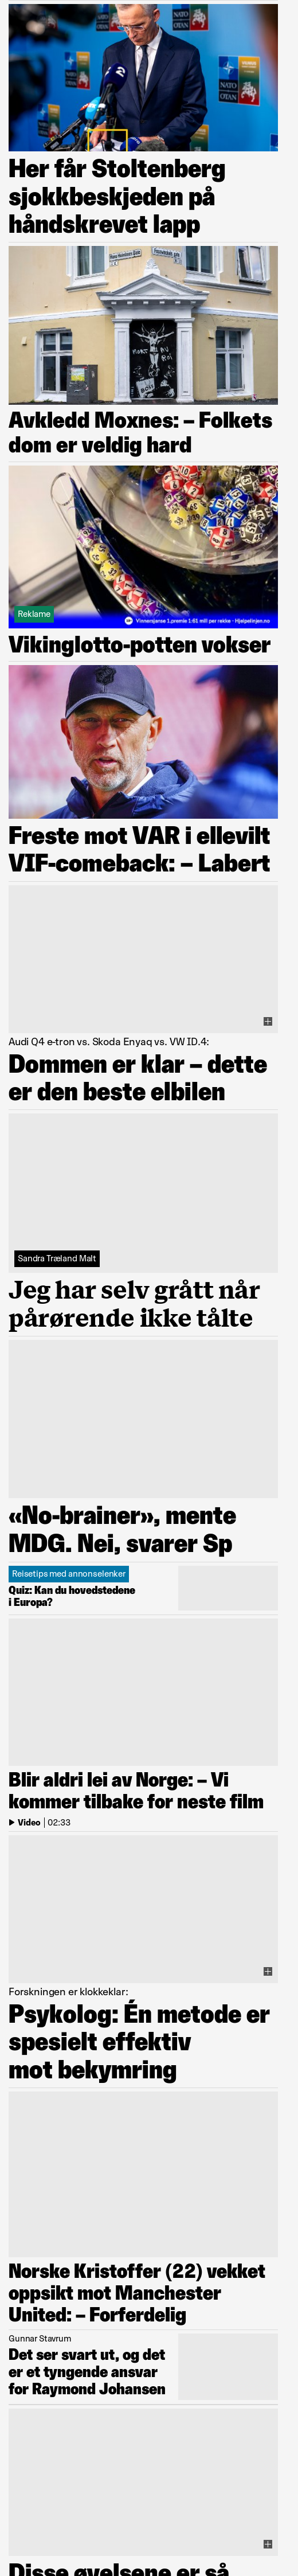 NATO
OTAN
NATO
OTAN
2
Her får Stoltenberg
sjokkbeskjeden på
håndskrevet lapp
Avkledd Moxnes: – Folkets
dom er veldig hard
Reklame
Vinnersjanse 1.premie 1:61 mill per rekke - Hjelpelinjen.no
Vikinglotto-potten vokser
Freste mot VAR i ellevilt
VIF-comeback: – Labert
Audi Q4 e-tron vs. Skoda Enyaq vs. VW ID.4:
Dommen er klar – dette
er den beste elbilen
Sandra Træland Malt
Jeg har selv grått når
pårørende ikke tålte
«No-brainer», mente
MDG. Nei, svarer Sp
Reisetips med annonselenker
Quiz: Kan du hovedstedene
i Europa?
Blir aldri lei av Norge: – Vi
kommer tilbake for neste film
Video | 02:33
Forskningen er klokkeklar:
Psykolog: Én metode er
spesielt effektiv
mot bekymring
Norske Kristoffer (22) vekket
oppsikt mot Manchester
United: – Forferdelig
Gunnar Stavrum
Det ser svart ut, og det
er et tyngende ansvar
for Raymond Johansen
Disse øvelsene er så